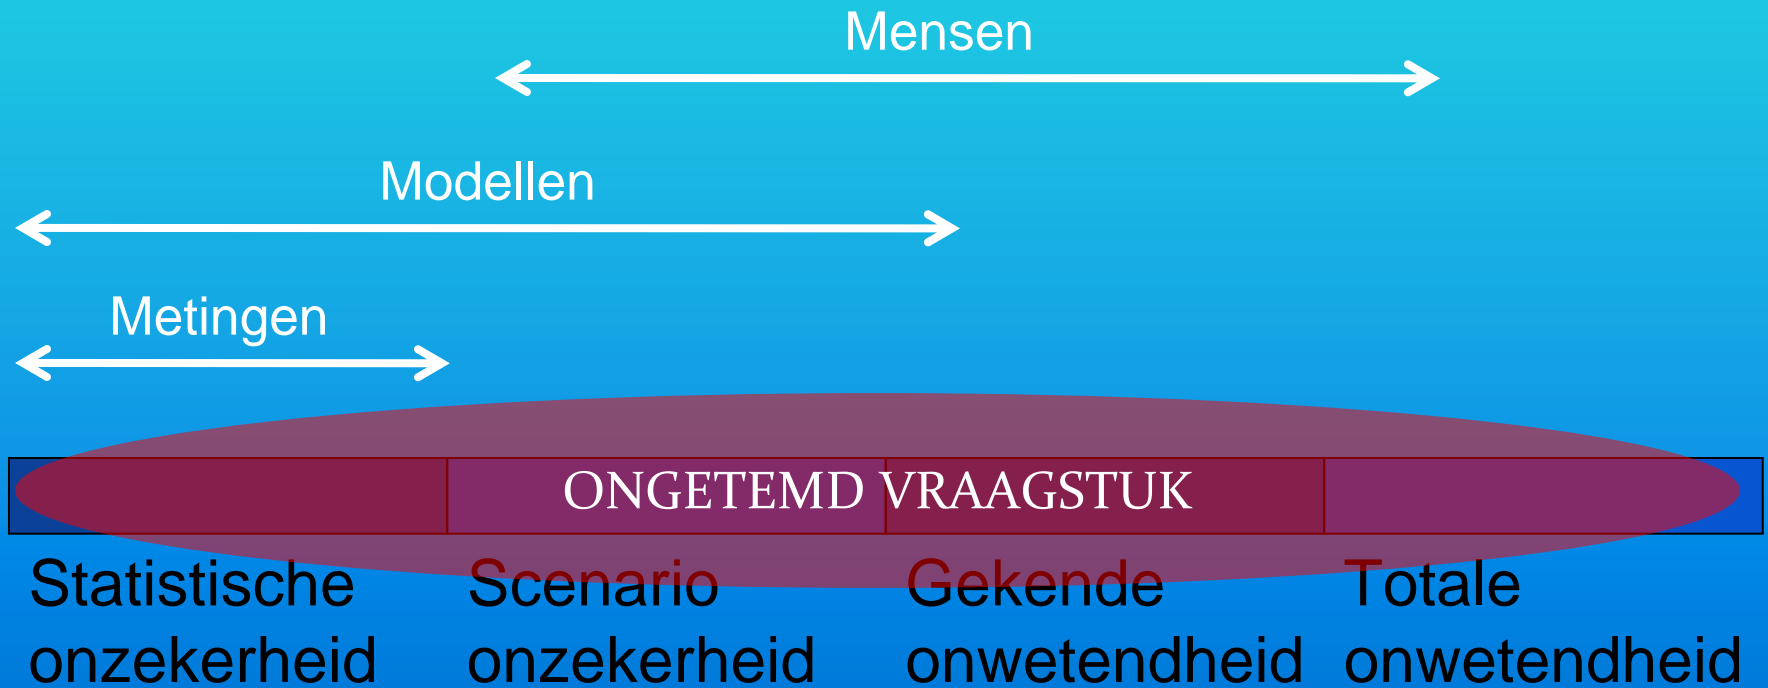 Mensen
Modellen
Metingen
ONGETEMD VRAAGSTUK
Statistische
onzekerheid
Scenario
onzekerheid
Gekende
onwetendheid
Totale
onwetendheid